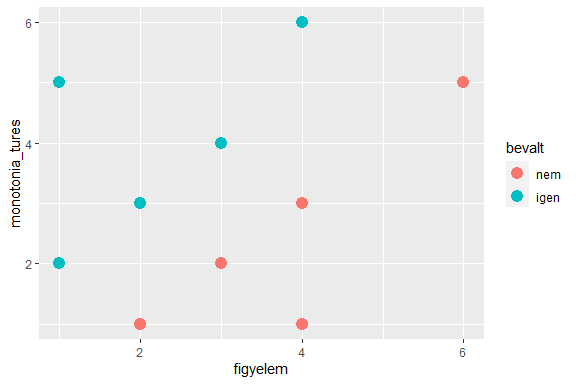 6
4
2
monotonia_tures
2 4 6
figyelem
bevalt
nem
igen